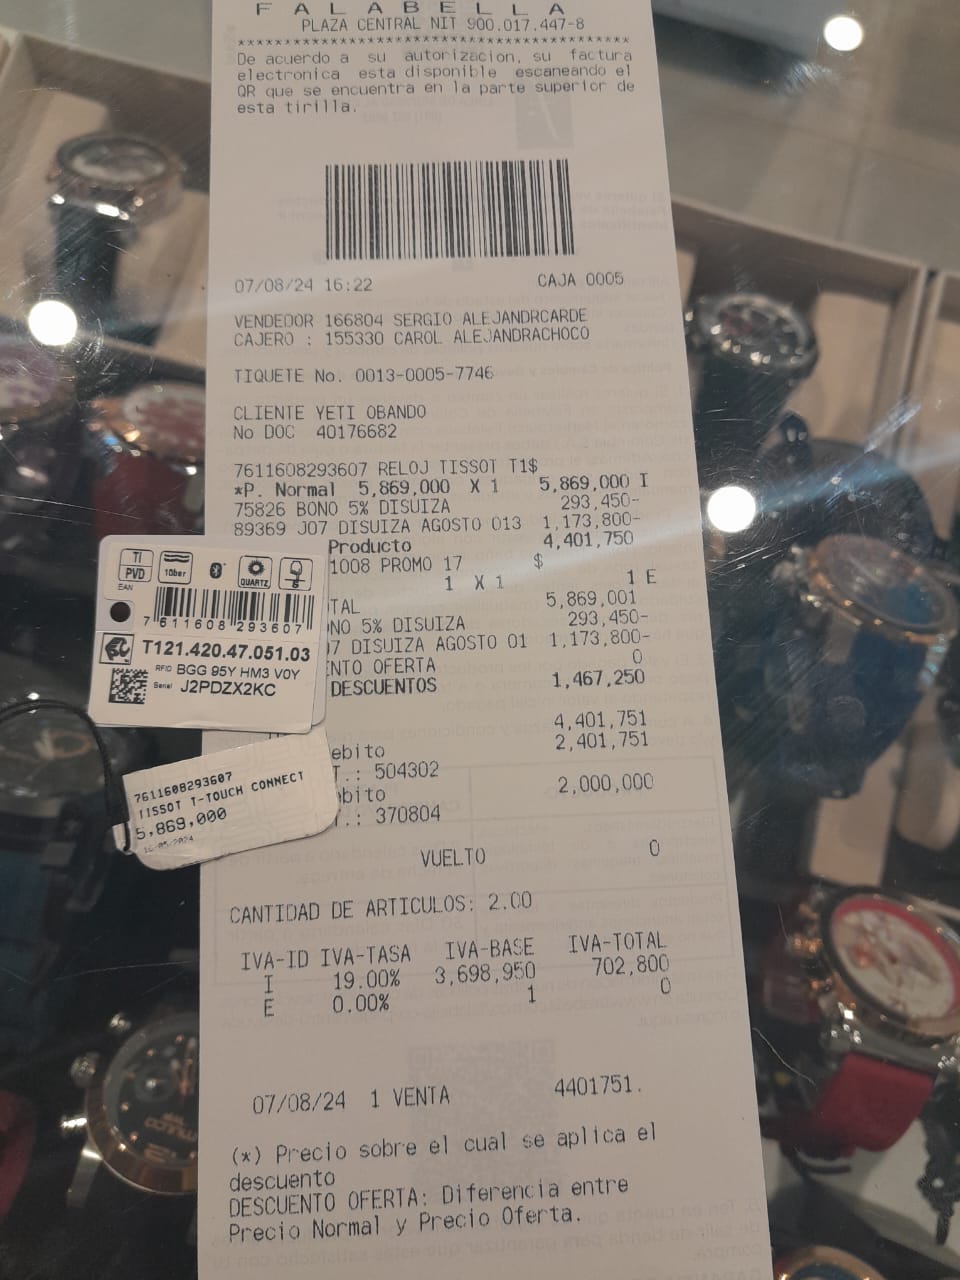 F A L A B E L L A
PLAZA CENTRAL NIT 900.017.447-8
****************************************
De acuerdo a su autorizacion, su factura
electronica esta disponible escaneando el
QR que se encuentra en la parte superior de
esta tirilla.
07/08/24 16:22 CAJA 0005
VENDEDOR 166804 SERGIO ALEJANDRCARDE
CAJERO : 155330 CAROL ALEJANDRACHOCO
TIQUETE No. 0013-0005-7746
CLIENTE YETI OBANDO
No DOC 40176682
7611608293607 RELOJ TISSOT T1$
*P. Normal 5,869,000 X 1 5,869,000 I
75826 BONO 5% DISUIZA 293,450-
89369 J07 DISUIZA AGOSTO 013 1,173,800-
Producto 4,401,750
1008 PROMO 17 $
1 X 1 1 E
TAL 5,869,001
NO 5% DISUIZA 293,450-
07 DISUIZA AGOSTO 01 1,173,800-
ENTO OFERTA 0
DESCUENTOS 1,467,250
4,401,751
ebito 2,401,751
T.: 504302
bito 2,000,000
.: 370804
VUELTO 0
CANTIDAD DE ARTICULOS: 2.00
IVA-ID IVA-TASA IVA-BASE IVA-TOTAL
I 19.00% 3,698,950 702,800
E 0.00% 1 0
07/08/24 1 VENTA 4401751.
(*) Precio sobre el cual se aplica el
descuento
DESCUENTO OFERTA: Diferencia entre
Precio Normal y Precio Oferta.
Ti
PVD
10bar
QUARTZ
EAN
7 611608 293607
T121.420.47.051.03
RFID BGG 95Y HM3 V0Y
Serial J2PDZX2KC
7611608293607
TISSOT T-TOUCH CONNECT
5,869,000